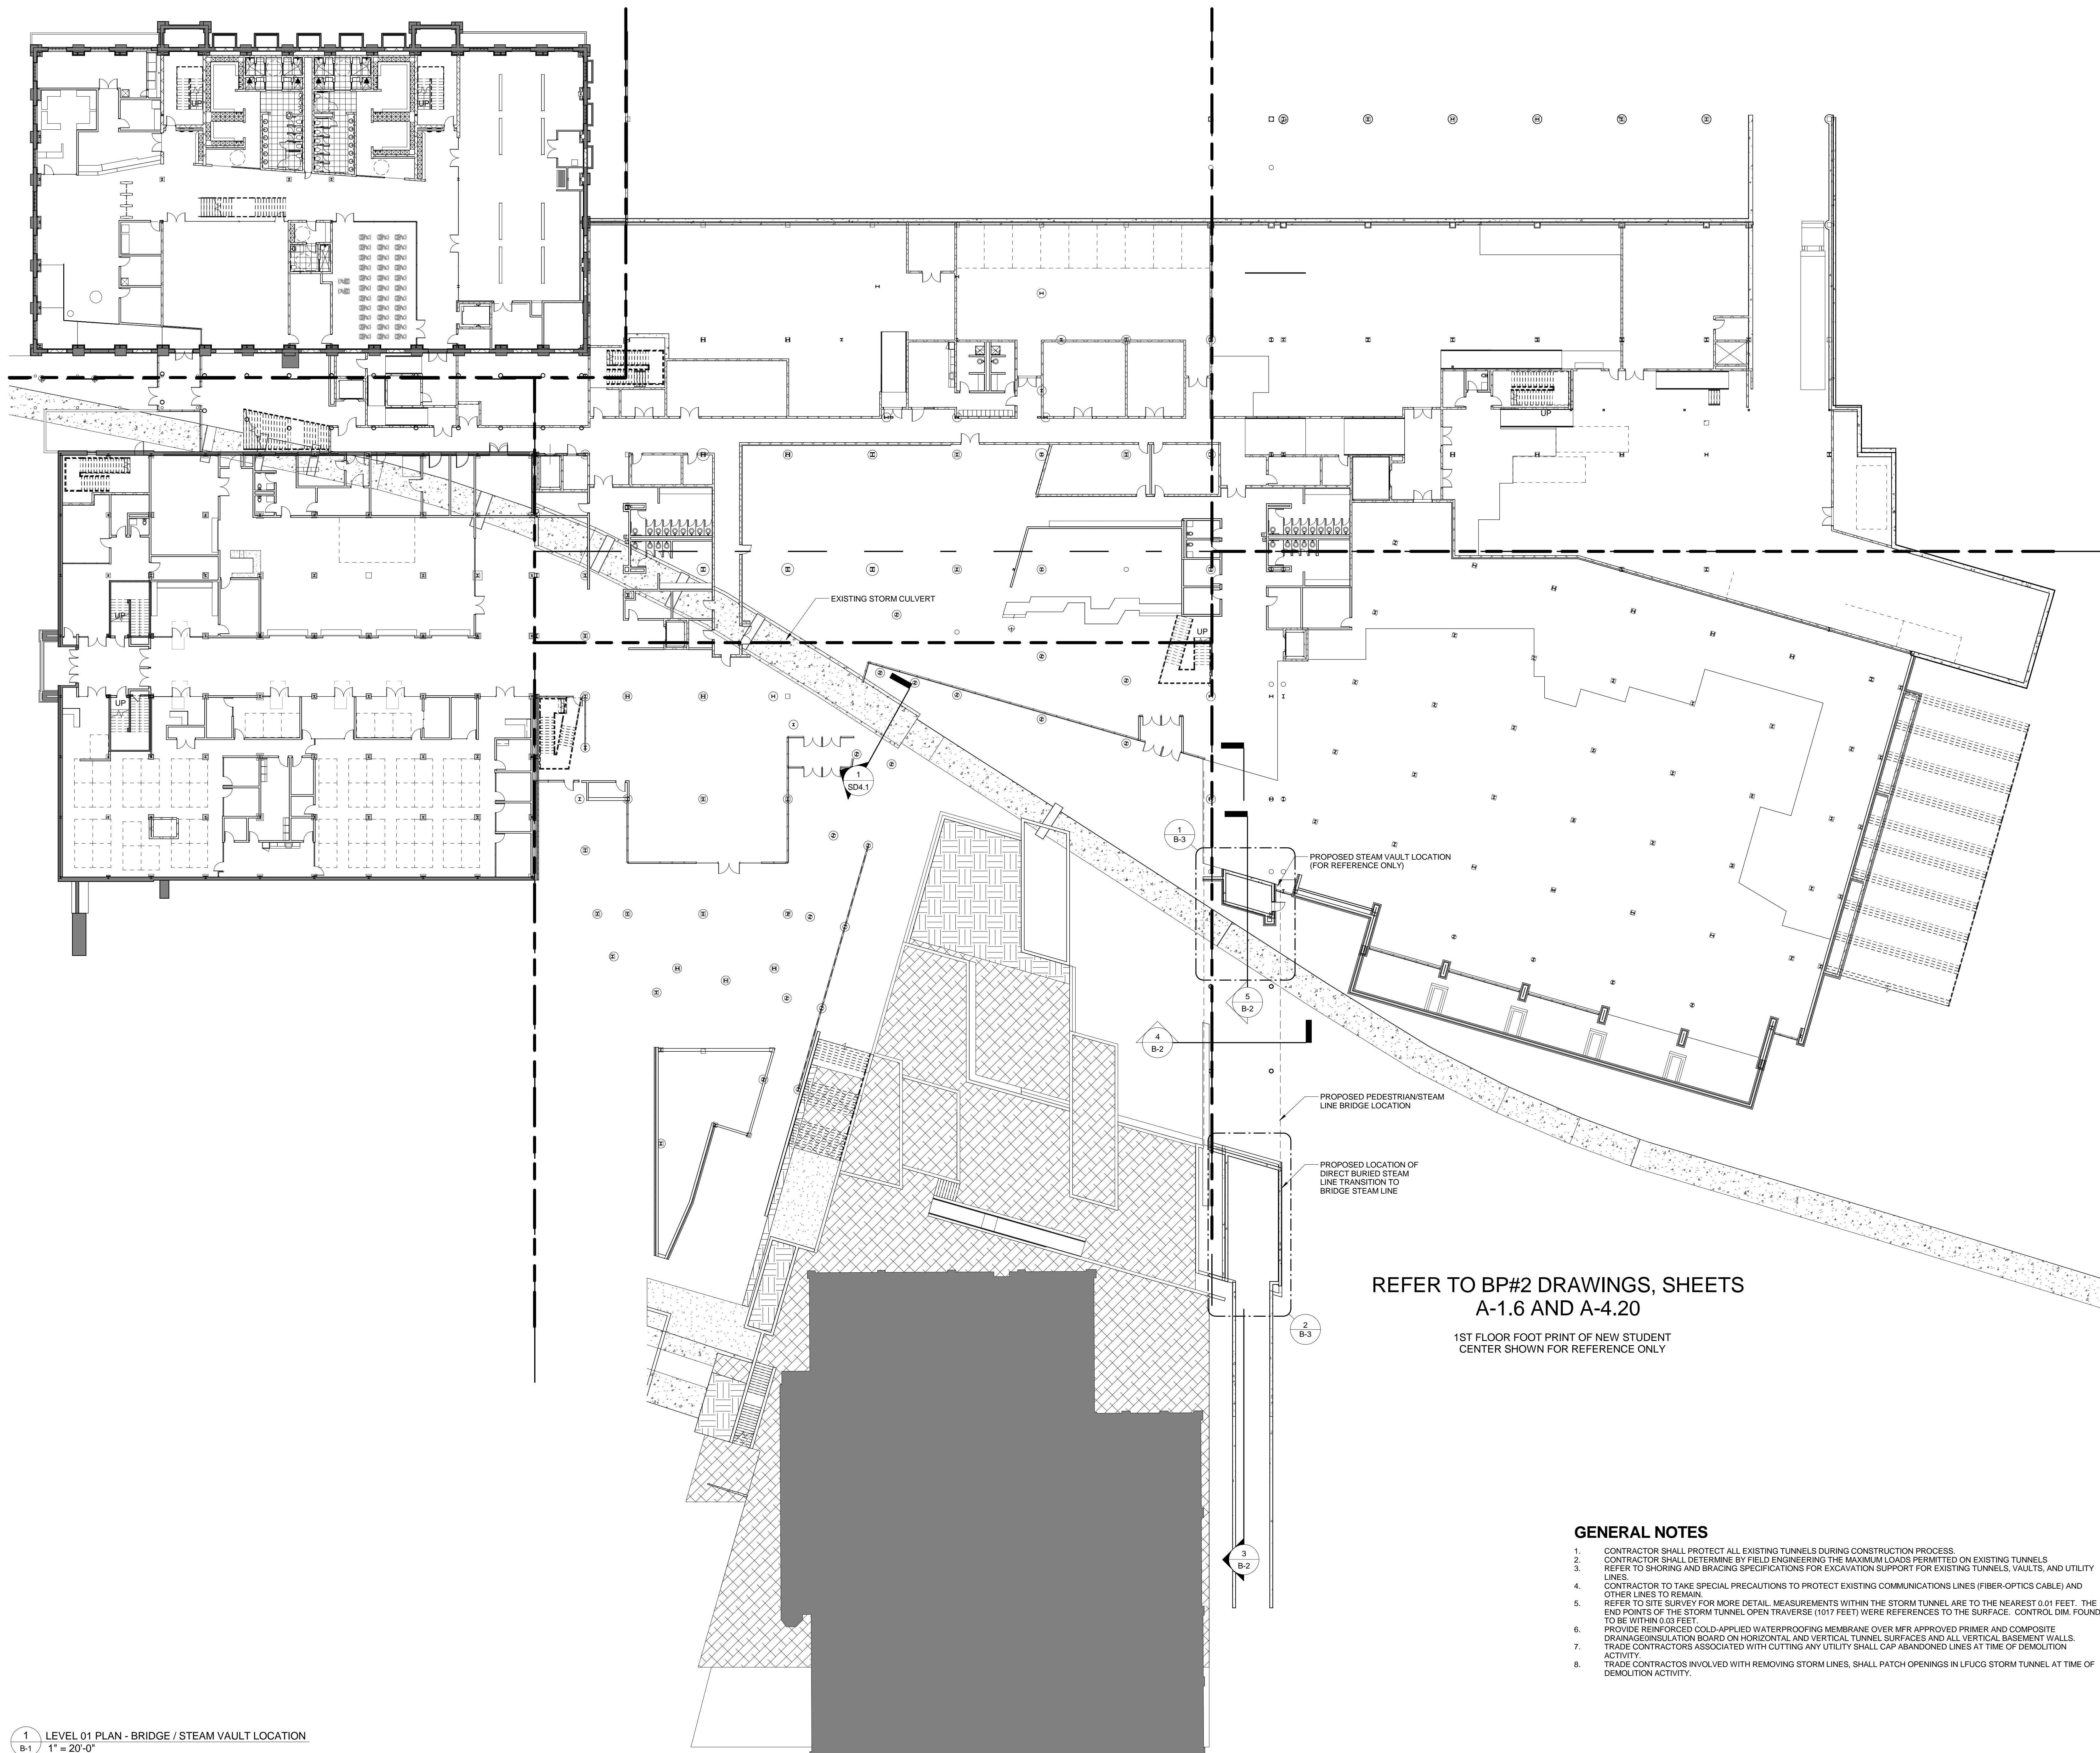 UP
UP
UP
EXISTING STORM CULVERT
UP
UP
UP
1
SD4.1
1
B-3
PROPOSED STEAM VAULT LOCATION
(FOR REFERENCE ONLY)
5
B-2
4
B-2
PROPOSED PEDESTRIAN/STEAM
LINE BRIDGE LOCATION
PROPOSED LOCATION OF
DIRECT BURIED STEAM
LINE TRANSITION TO
BRIDGE STEAM LINE
REFER TO BP#2 DRAWINGS, SHEETS
A-1.6 AND A-4.20
1ST FLOOR FOOT PRINT OF NEW STUDENT
CENTER SHOWN FOR REFERENCE ONLY
2
B-3
3
B-2
GENERAL NOTES
1. CONTRACTOR SHALL PROTECT ALL EXISTING TUNNELS DURING CONSTRUCTION PROCESS.
2. CONTRACTOR SHALL DETERMINE BY FIELD ENGINEERING THE MAXIMUM LOADS PERMITTED ON EXISTING TUNNELS
3. REFER TO SHORING AND BRACING SPECIFICATIONS FOR EXCAVATION SUPPORT FOR EXISTING TUNNELS, VAULTS, AND UTILITY
LINES.
4. CONTRACTOR TO TAKE SPECIAL PRECAUTIONS TO PROTECT EXISTING COMMUNICATIONS LINES (FIBER-OPTICS CABLE) AND
OTHER LINES TO REMAIN.
5. REFER TO SITE SURVEY FOR MORE DETAIL. MEASUREMENTS WITHIN THE STORM TUNNEL ARE TO THE NEAREST 0.01 FEET. THE
END POINTS OF THE STORM TUNNEL OPEN TRAVERSE (1017 FEET) WERE REFERENCES TO THE SURFACE. CONTROL DIM. FOUND
TO BE WITHIN 0.03 FEET.
6. PROVIDE REINFORCED COLD-APPLIED WATERPROOFING MEMBRANE OVER MFR APPROVED PRIMER AND COMPOSITE
DRAINAGE0INSULATION BOARD ON HORIZONTAL AND VERTICAL TUNNEL SURFACES AND ALL VERTICAL BASEMENT WALLS.
7. TRADE CONTRACTORS ASSOCIATED WITH CUTTING ANY UTILITY SHALL CAP ABANDONED LINES AT TIME OF DEMOLITION
ACTIVITY.
8. TRADE CONTRACTOS INVOLVED WITH REMOVING STORM LINES, SHALL PATCH OPENINGS IN LFUCG STORM TUNNEL AT TIME OF
DEMOLITION ACTIVITY.
1 LEVEL 01 PLAN - BRIDGE / STEAM VAULT LOCATION
B-1 1" = 20'-0"